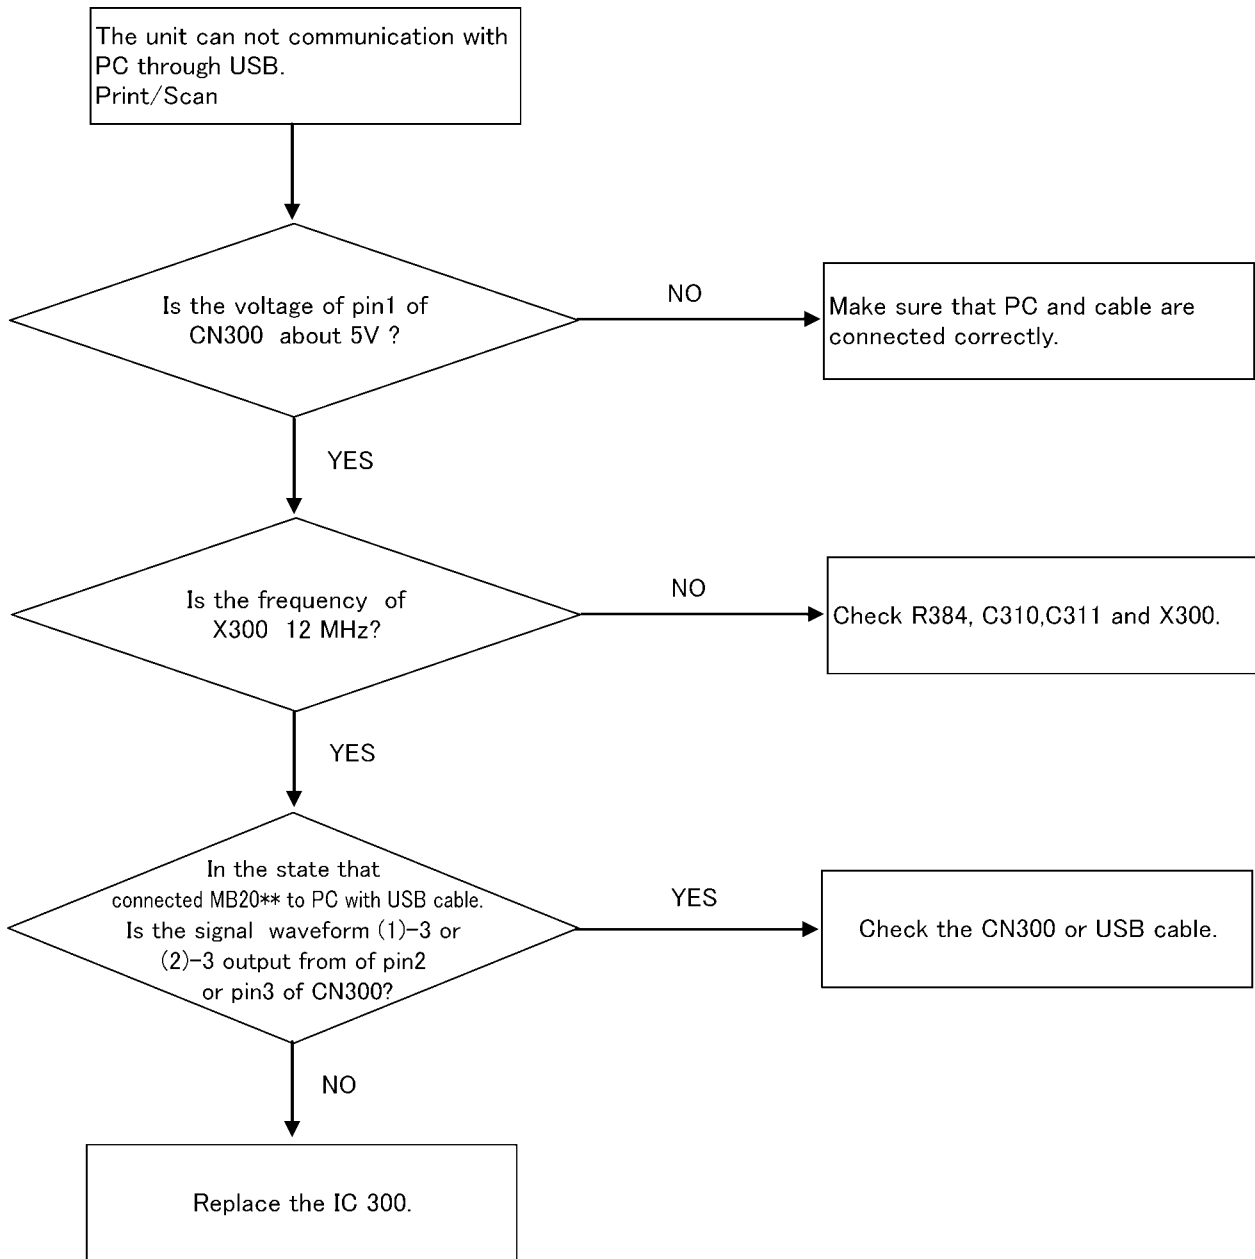 The unit can not communication with
PC through USB.
Print/Scan
Is the voltage of pin1 of
CN300 about 5V ?
NO
Make sure that PC and cable are
connected correctly.
YES
Is the frequency of
X300 12 MHz?
NO
Check R384, C310,C311 and X300.
YES
In the state that
connected MB20** to PC with USB cable.
Is the signal waveform (1)-3 or
(2)-3 output from of pin2
or pin3 of CN300?
YES
Check the CN300 or USB cable.
NO
Replace the IC 300.